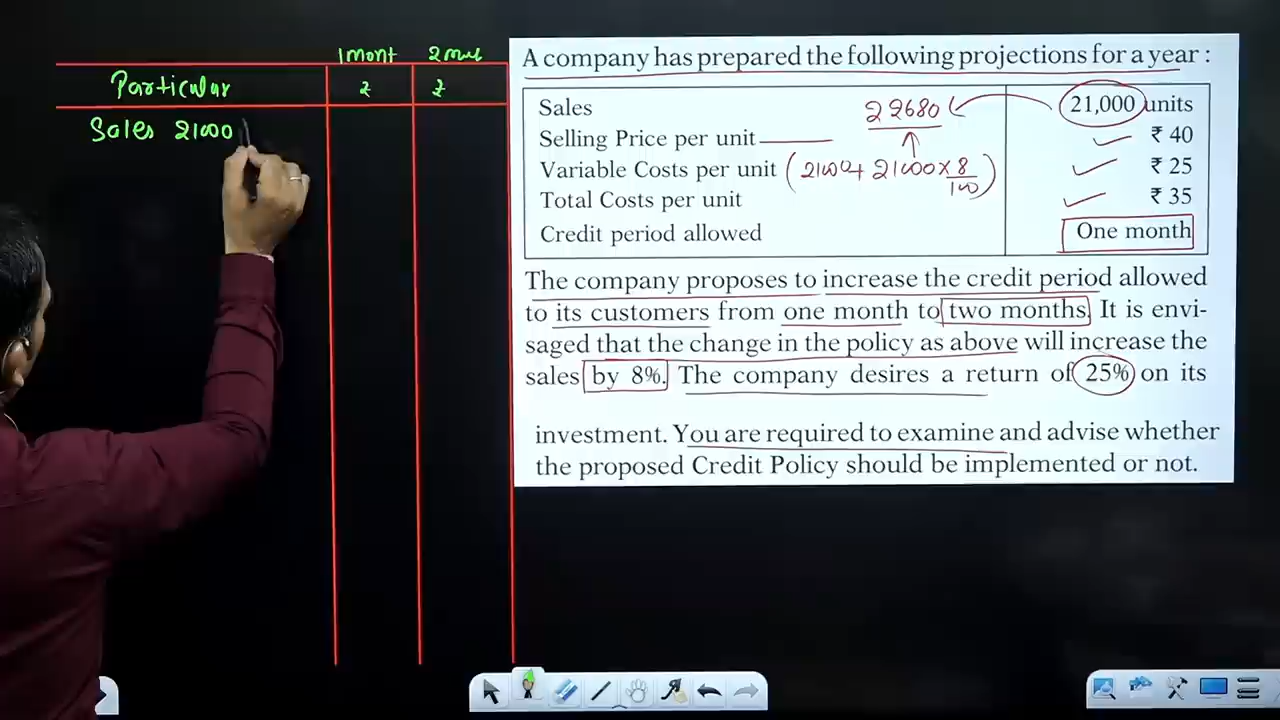 1mont 2mon
Particular ₹ ₹
Sales 21000
A company has prepared the following projections for a year :
Sales 22680 21,000 units
Selling Price per unit ₹ 40
Variable Costs per unit (21000+ 21000×8/100) ₹ 25
Total Costs per unit ₹ 35
Credit period allowed One month
The company proposes to increase the credit period allowed
to its customers from one month to two months. It is envi-
saged that the change in the policy as above will increase the
sales by 8%. The company desires a return of 25% on its
investment. You are required to examine and advise whether
the proposed Credit Policy should be implemented or not.